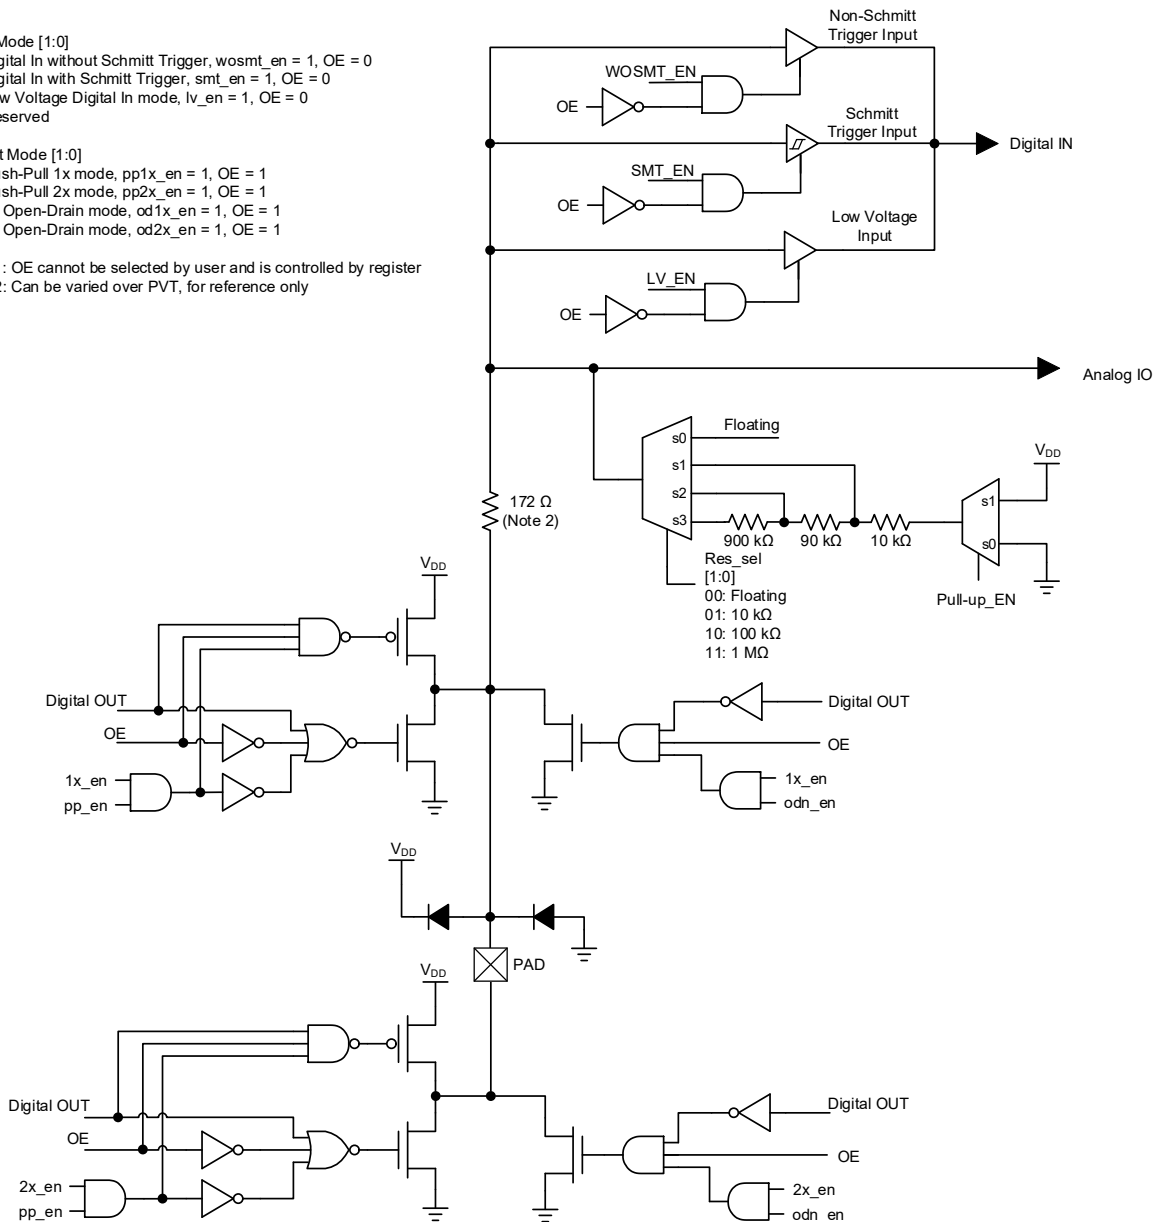 Mode [1:0]
gital In without Schmitt Trigger, wosmt_en = 1, OE = 0
gital In with Schmitt Trigger, smt_en = 1, OE = 0
w Voltage Digital In mode, lv_en = 1, OE = 0
eserved
t Mode [1:0]
sh-Pull 1x mode, pp1x_en = 1, OE = 1
sh-Pull 2x mode, pp2x_en = 1, OE = 1
Open-Drain mode, od1x_en = 1, OE = 1
Open-Drain mode, od2x_en = 1, OE = 1
: OE cannot be selected by user and is controlled by register
2: Can be varied over PVT, for reference only
Non-Schmitt
Trigger Input
WOSMT_EN
OE
Schmitt
Trigger Input
Digital IN
SMT_EN
OE
Low Voltage
Input
LV_EN
OE
Analog IO
Floating
s0
s1
s2
s3
900 kΩ
90 kΩ
10 kΩ
VDD
s1
s0
Pull-up_EN
172 Ω
(Note 2)
Res_sel
[1:0]
00: Floating
01: 10 kΩ
10: 100 kΩ
11: 1 MΩ
VDD
Digital OUT
OE
1x_en
pp_en
Digital OUT
OE
1x_en
odn_en
VDD
PAD
VDD
Digital OUT
OE
2x_en
pp_en
Digital OUT
OE
2x_en
odn en